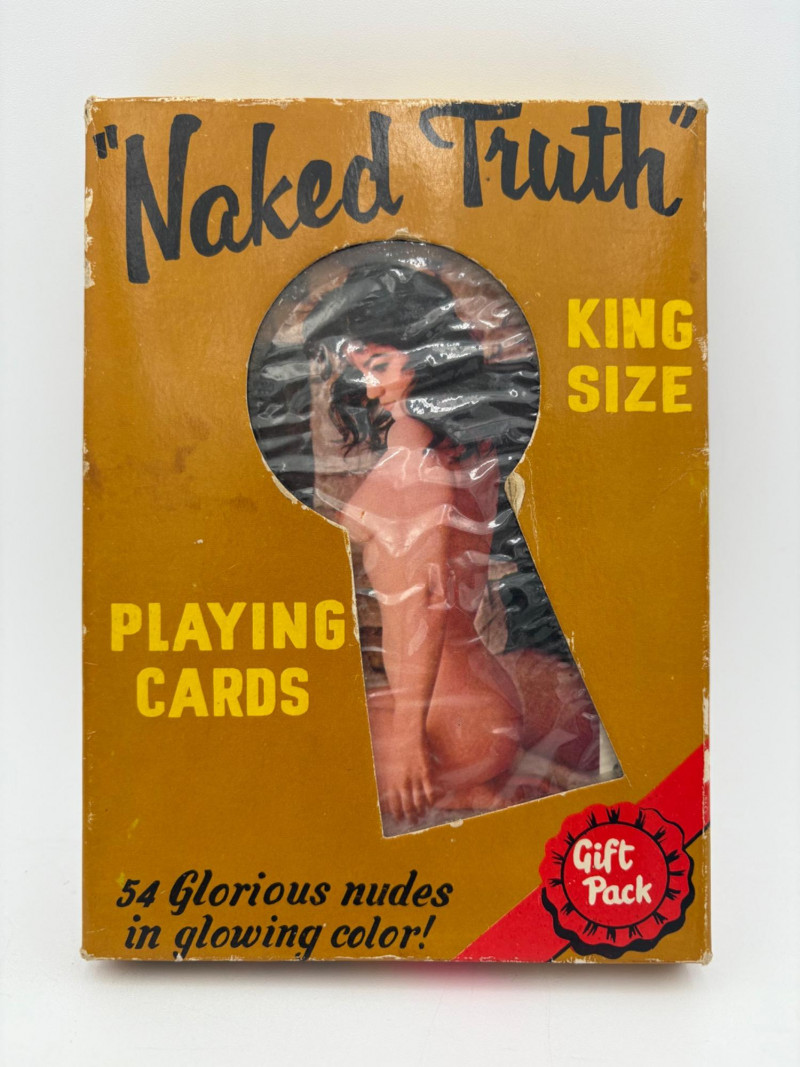 "Naked Truth"
KING
SIZE
PLAYING
CARDS
54 Glorious nudes
in glowing color!
Gift
Pack